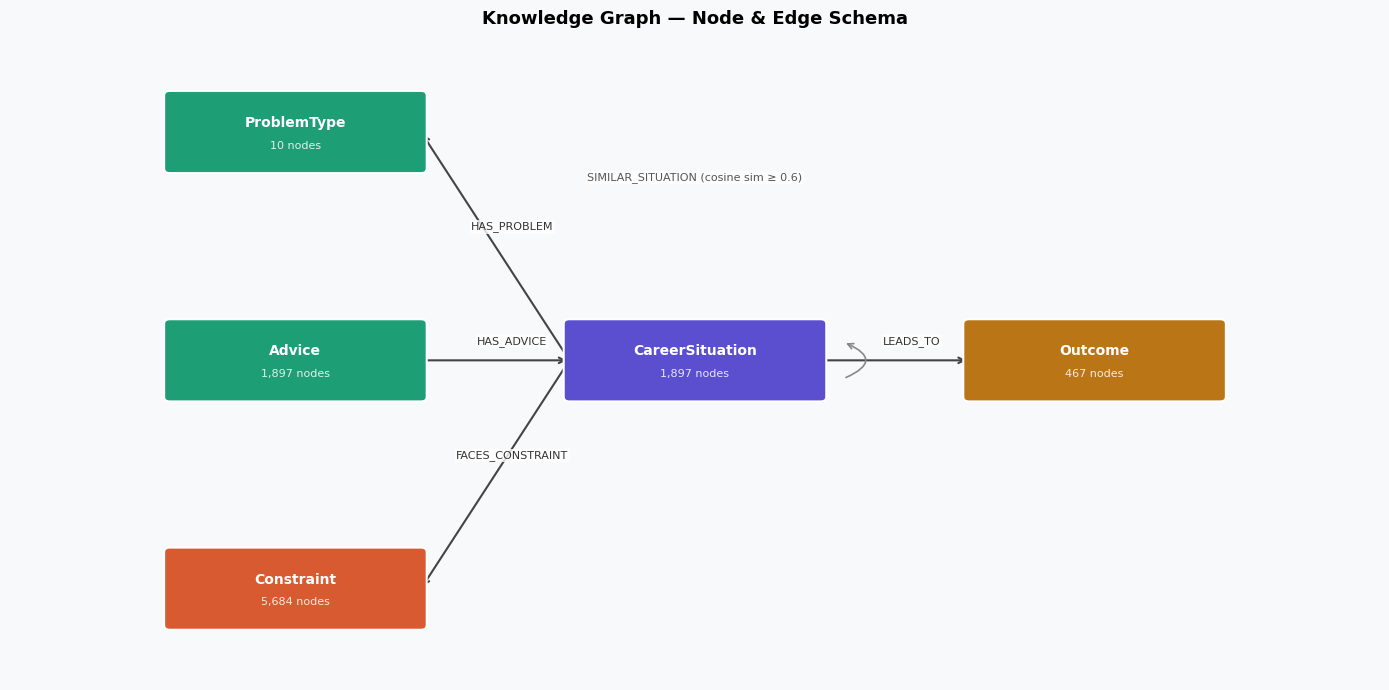 Knowledge Graph — Node & Edge Schema
ProblemType
10 nodes
SIMILAR_SITUATION (cosine sim ≥ 0.6)
HAS_PROBLEM
Advice
1,897 nodes
HAS_ADVICE
CareerSituation
1,897 nodes
LEADS_TO
Outcome
467 nodes
FACES_CONSTRAINT
Constraint
5,684 nodes